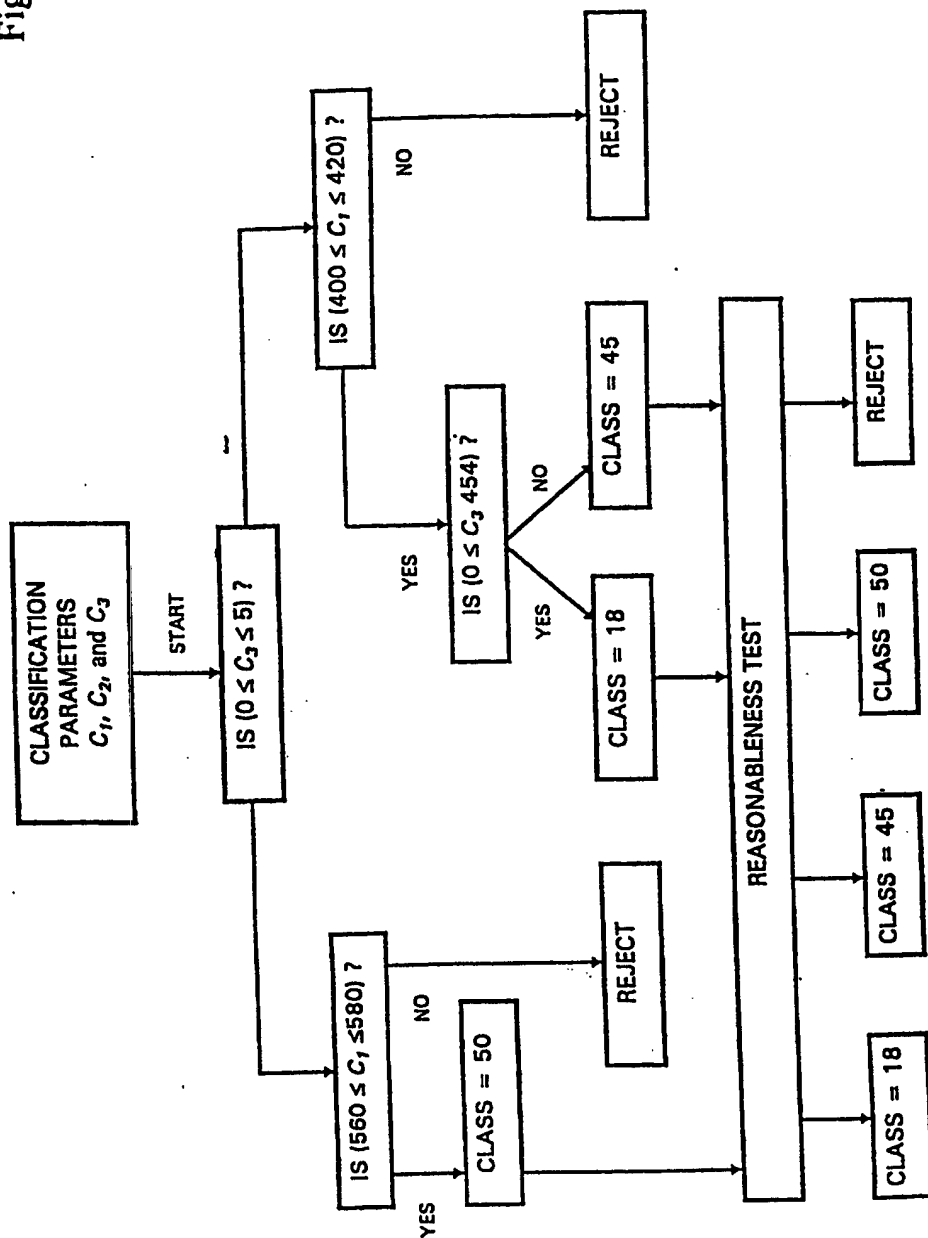 Fig
CLASSIFICATION
PARAMETERS
C₁, C₂, and C₃
START
IS (0 ≤ C₃ ≤ 5) ?
IS (560 ≤ C₁ ≤580) ?
IS (400 ≤ C₁ ≤ 420) ?
YES
NO
YES
NO
CLASS = 50
REJECT
IS (0 ≤ C₃ 454) ?
REJECT
YES
NO
CLASS = 18
CLASS = 45
REASONABLENESS TEST
CLASS = 18
CLASS = 45
CLASS = 50
REJECT